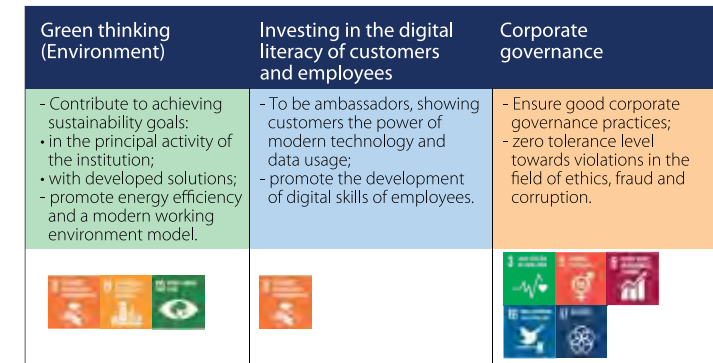 Green thinking
(Environment)
Investing in the digital
literacy of customers
and employees
Corporate
governance
- Contribute to achieving
sustainability goals:
• in the principal activity of
the institution;
• with developed solutions;
- promote energy efficiency
and a modern working
environment model.
- To be ambassadors, showing
customers the power of
modern technology and
data usage;
- promote the development
of digital skills of employees.
- Ensure good corporate
governance practices;
- zero tolerance level
towards violations in the
field of ethics, fraud and
corruption.
3